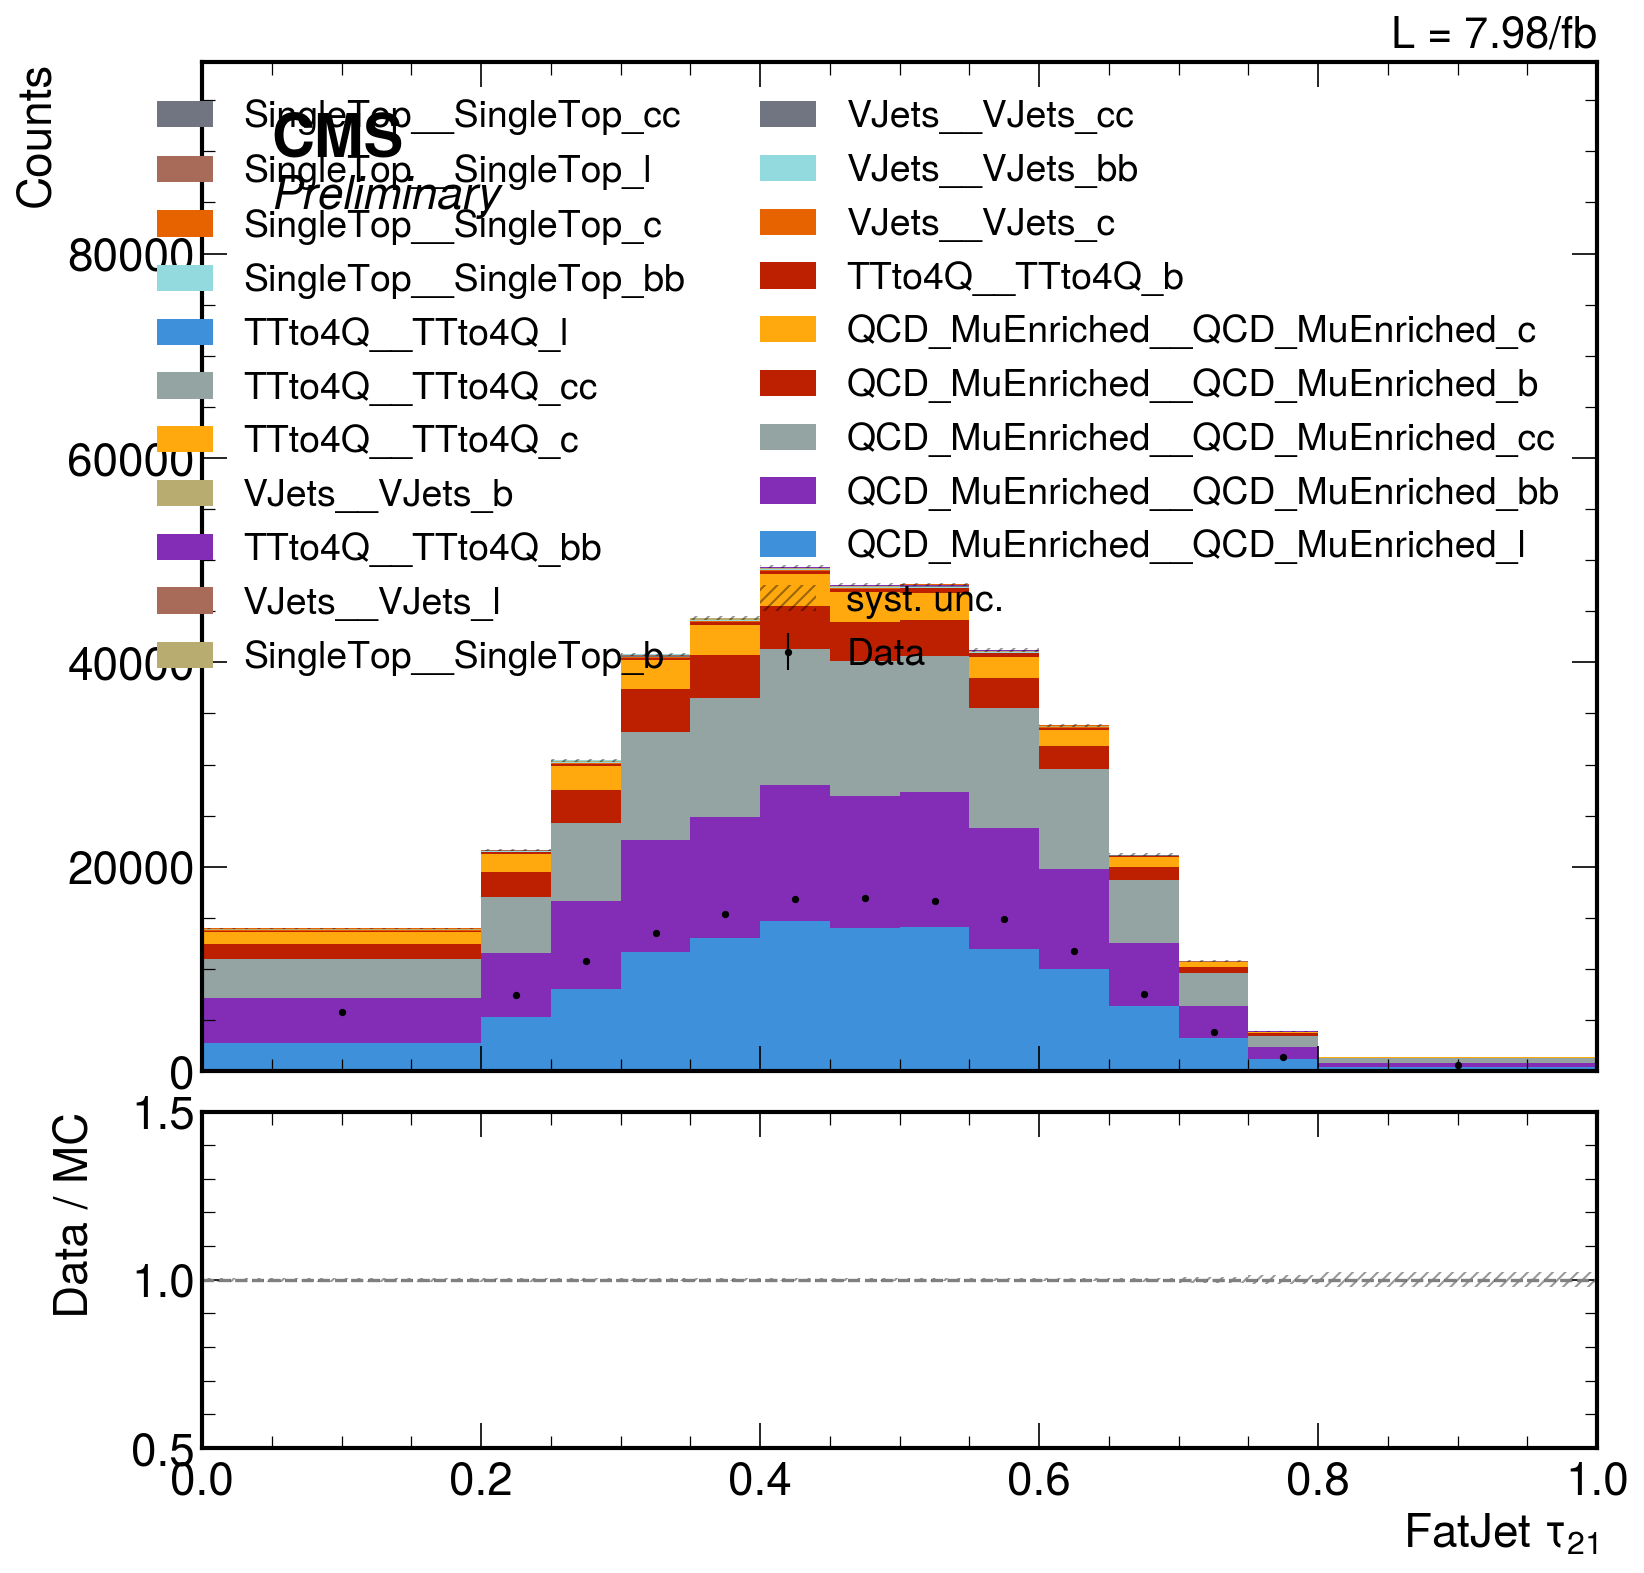 L = 7.98/fb
Counts
CMS
Preliminary
SingleTop__SingleTop_cc
SingleTop__SingleTop_l
SingleTop__SingleTop_c
SingleTop__SingleTop_bb
TTto4Q__TTto4Q_l
TTto4Q__TTto4Q_cc
TTto4Q__TTto4Q_c
VJets__VJets_b
TTto4Q__TTto4Q_bb
VJets__VJets_l
SingleTop__SingleTop_b
VJets__VJets_cc
VJets__VJets_bb
VJets__VJets_c
TTto4Q__TTto4Q_b
QCD_MuEnriched__QCD_MuEnriched_c
QCD_MuEnriched__QCD_MuEnriched_b
QCD_MuEnriched__QCD_MuEnriched_cc
QCD_MuEnriched__QCD_MuEnriched_bb
QCD_MuEnriched__QCD_MuEnriched_l
syst. unc.
Data
80000
60000
40000
20000
0
Data / MC
1.5
1.0
0.5
0.0 0.2 0.4 0.6 0.8 1.0
FatJet τ21